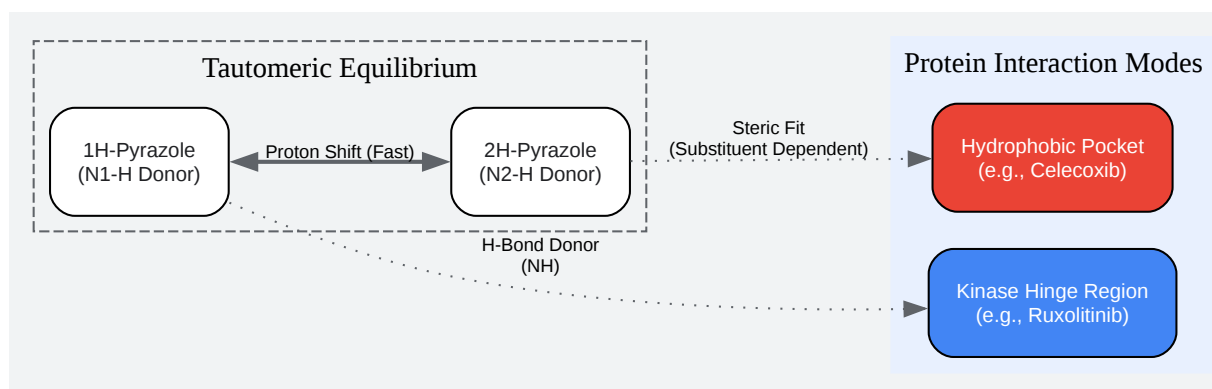 Tautomeric Equilibrium
1H-Pyrazole
(N1-H Donor)
Proton Shift (Fast)
2H-Pyrazole
(N2-H Donor)
Steric Fit
(Substituent Dependent)
H-Bond Donor
(NH)
Protein Interaction Modes
Hydrophobic Pocket
(e.g., Celecoxib)
Kinase Hinge Region
(e.g., Ruxolitinib)